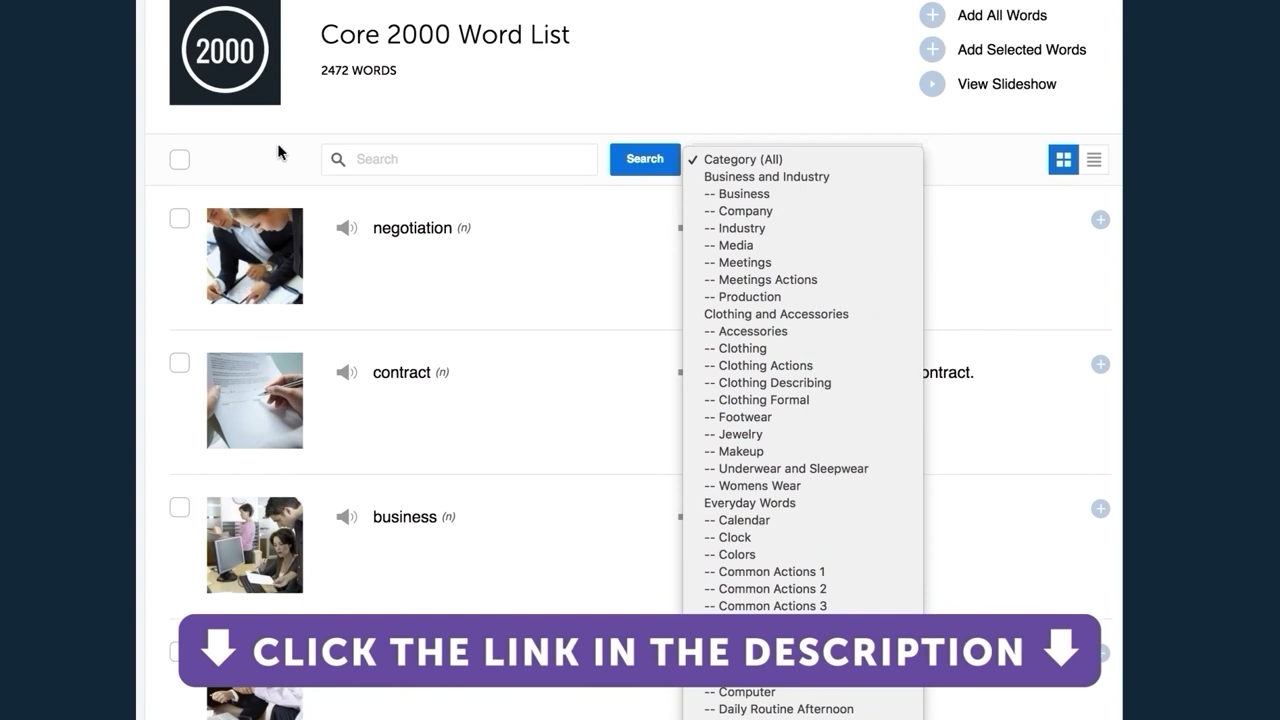 2000
Core 2000 Word List
2472 WORDS
Add All Words
Add Selected Words
View Slideshow
Search
Search
✓ Category (All)
Business and Industry
-- Business
-- Company
-- Industry
-- Media
-- Meetings
-- Meetings Actions
-- Production
Clothing and Accessories
-- Accessories
-- Clothing
-- Clothing Actions
-- Clothing Describing
-- Clothing Formal
-- Footwear
-- Jewelry
-- Makeup
-- Underwear and Sleepwear
-- Womens Wear
Everyday Words
-- Calendar
-- Clock
-- Colors
-- Common Actions 1
-- Common Actions 2
-- Common Actions 3
-- Computer
-- Daily Routine Afternoon
negotiation (n)
contract (n)
ontract.
business (n)
CLICK THE LINK IN THE DESCRIPTION